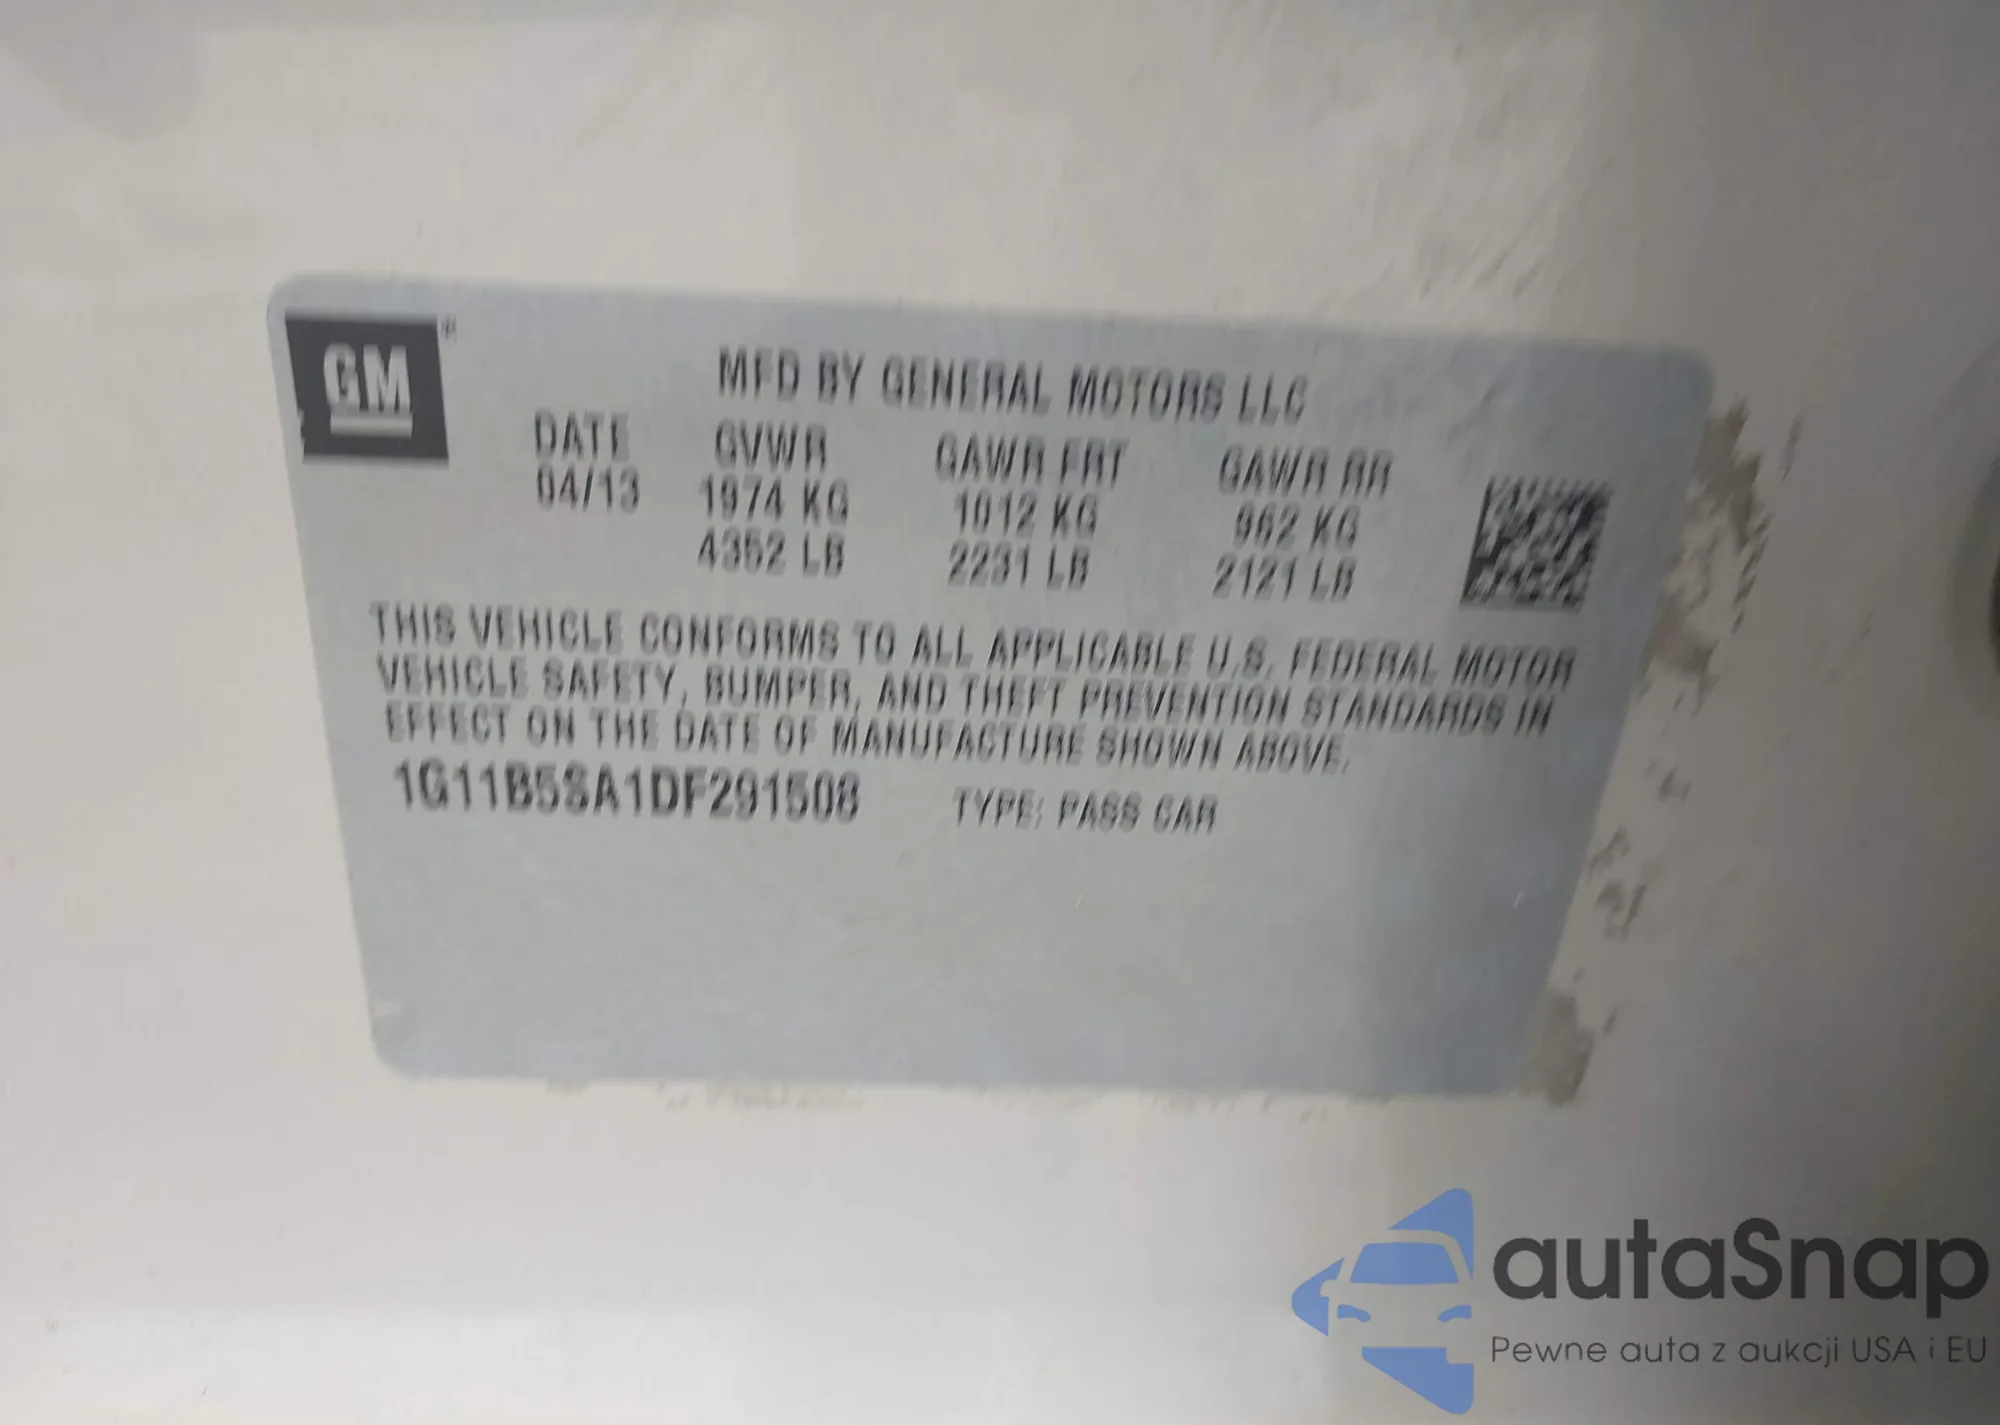 GM®
MFD BY GENERAL MOTORS LLC
DATE GVWR GAWR FRT GAWR RR
04/13 1974 KG 1012 KG 962 KG
4352 LB 2231 LB 2121 LB
THIS VEHICLE CONFORMS TO ALL APPLICABLE U.S. FEDERAL MOTOR
VEHICLE SAFETY, BUMPER, AND THEFT PREVENTION STANDARDS IN
EFFECT ON THE DATE OF MANUFACTURE SHOWN ABOVE.
1G11B5SA1DF291508 TYPE: PASS CAR
autaSnap
Pewne auta z aukcji USA i EU